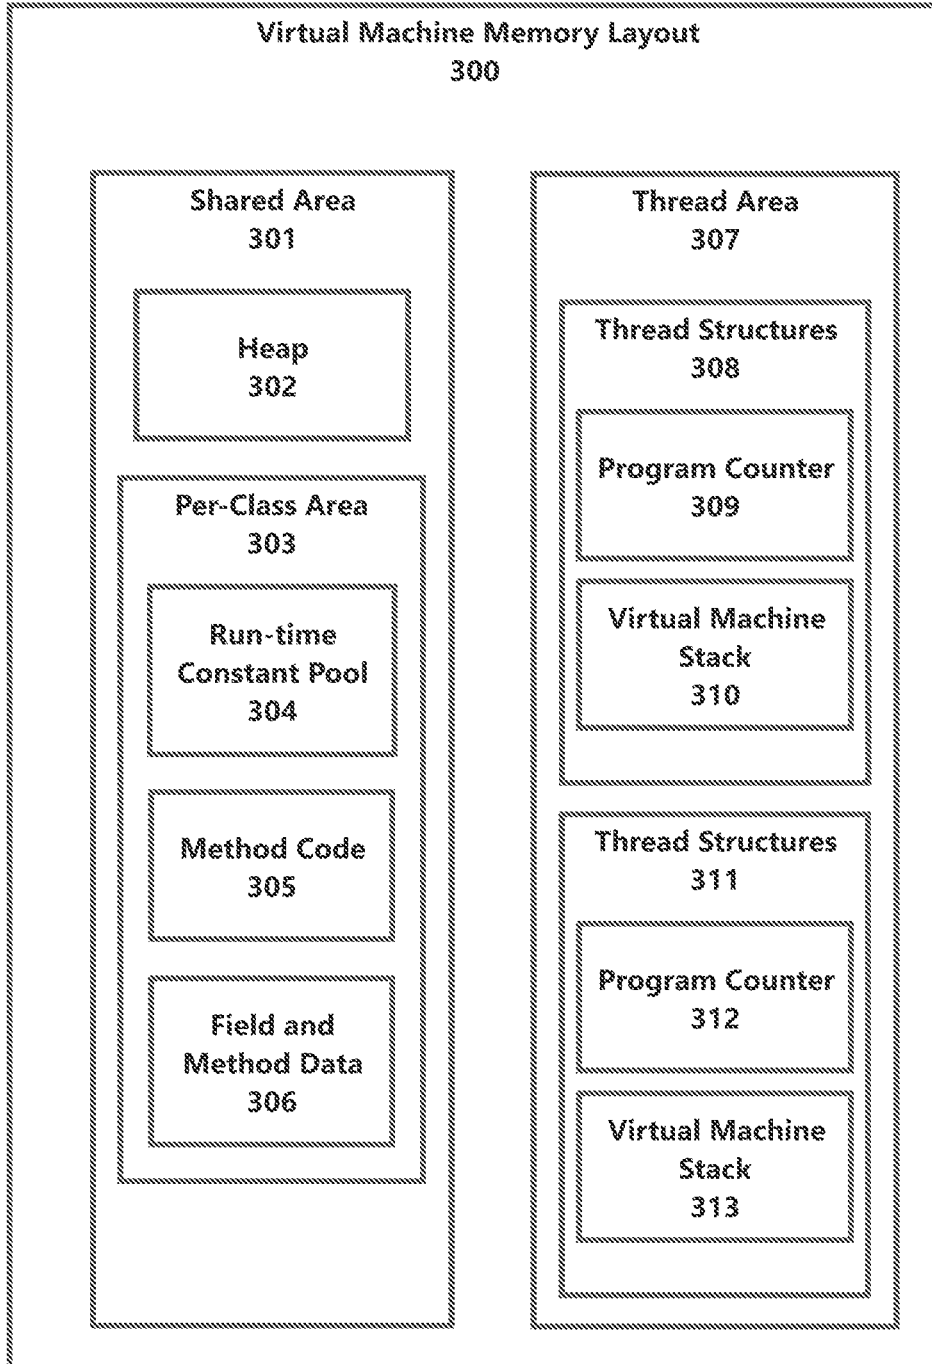 Virtual Machine Memory Layout
300
Shared Area
301
Heap
302
Per-Class Area
303
Run-time
Constant Pool
304
Method Code
305
Field and
Method Data
306
Thread Area
307
Thread Structures
308
Program Counter
309
Virtual Machine
Stack
310
Thread Structures
311
Program Counter
312
Virtual Machine
Stack
313